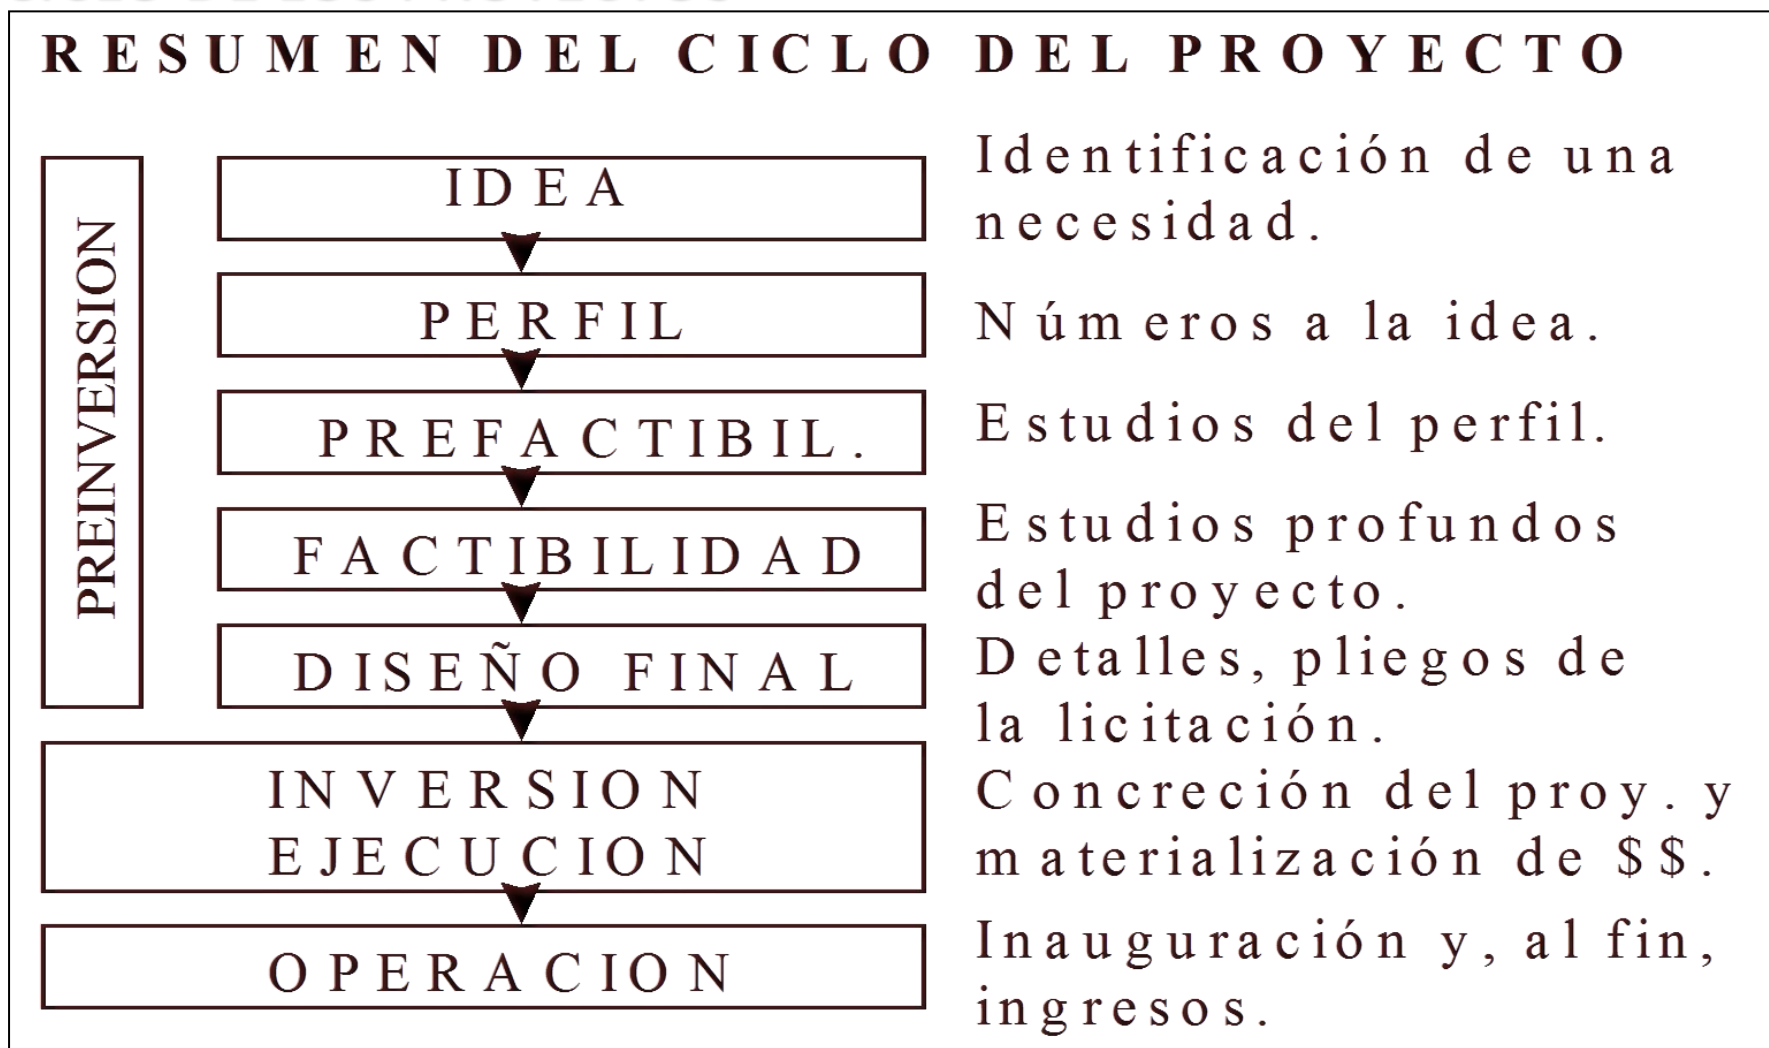 RESUMEN DEL CICLO DEL PROYECTO
PREINVERSION
IDEA
Identificación de una
necesidad.
PERFIL
Números a la idea.
PREFACTIBIL.
Estudios del perfil.
FACTIBILIDAD
Estudios profundos
del proyecto.
DISEÑO FINAL
Detalles, pliegos de
la licitación.
INVERSION
EJECUCION
Concreción del proy. y
materialización de $$.
OPERACION
Inauguración y, al fin,
ingresos.